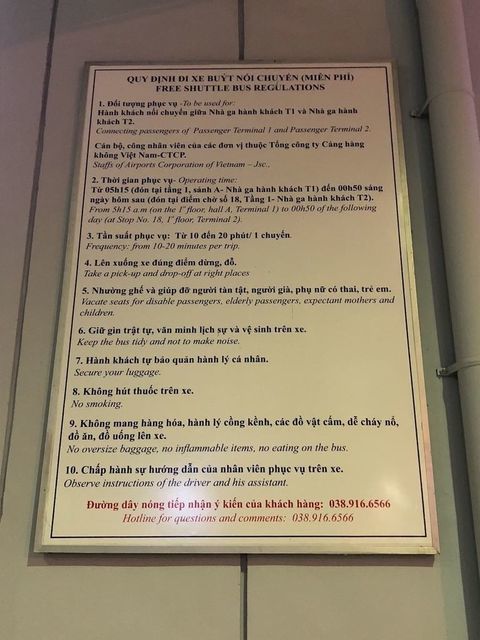 QUY ĐỊNH ĐI XE BUÝT NỐI CHUYẾN (MIỄN PHÍ)
FREE SHUTTLE BUS REGULATIONS
1. Đối tượng phục vụ -To be used for:
Hành khách nối chuyến giữa Nhà ga hành khách T1 và Nhà ga hành
khách T2.
Connecting passengers of Passenger Terminal 1 and Passenger Terminal 2.
Cán bộ, công nhân viên của các đơn vị thuộc Tổng công ty Cảng hàng
không Việt Nam-CTCP.
Staffs of Airports Corporation of Vietnam – Jsc.,
2. Thời gian phục vụ- Operating time:
Từ 05h15 (đón tại tầng 1, sảnh A- Nhà ga hành khách T1) đến 00h50 sáng
ngày hôm sau (đón tại điểm chờ số 18, Tầng 1- Nhà ga hành khách T2).
From 5h15 a.m (on the 1st floor, hall A, Terminal 1) to 00h50 of the following
day (at Stop No. 18, 1st floor, Terminal 2).
3. Tần suất phục vụ: Từ 10 đến 20 phút/ 1 chuyến.
Frequency: from 10-20 minutes per trip.
4. Lên xuống xe đúng điểm dừng, đỗ.
Take a pick-up and drop-off at right places
5. Nhường ghế và giúp đỡ người tàn tật, người già, phụ nữ có thai, trẻ em.
Vacate seats for disable passengers, elderly passengers, expectant mothers and
children.
6. Giữ gìn trật tự, văn minh lịch sự và vệ sinh trên xe.
Keep the bus tidy and not to make noise.
7. Hành khách tự bảo quản hành lý cá nhân.
Secure your luggage.
8. Không hút thuốc trên xe.
No smoking.
9. Không mang hàng hóa, hành lý cồng kềnh, các đồ vật cấm, dễ cháy nổ,
đồ ăn, đồ uống lên xe.
No oversize baggage, no inflammable items, no eating on the bus.
10. Chấp hành sự hướng dẫn của nhân viên phục vụ trên xe.
Observe instructions of the driver and his assistant.
Đường dây nóng tiếp nhận ý kiến của khách hàng: 038.916.6566
Hotline for questions and comments: 038.916.6566